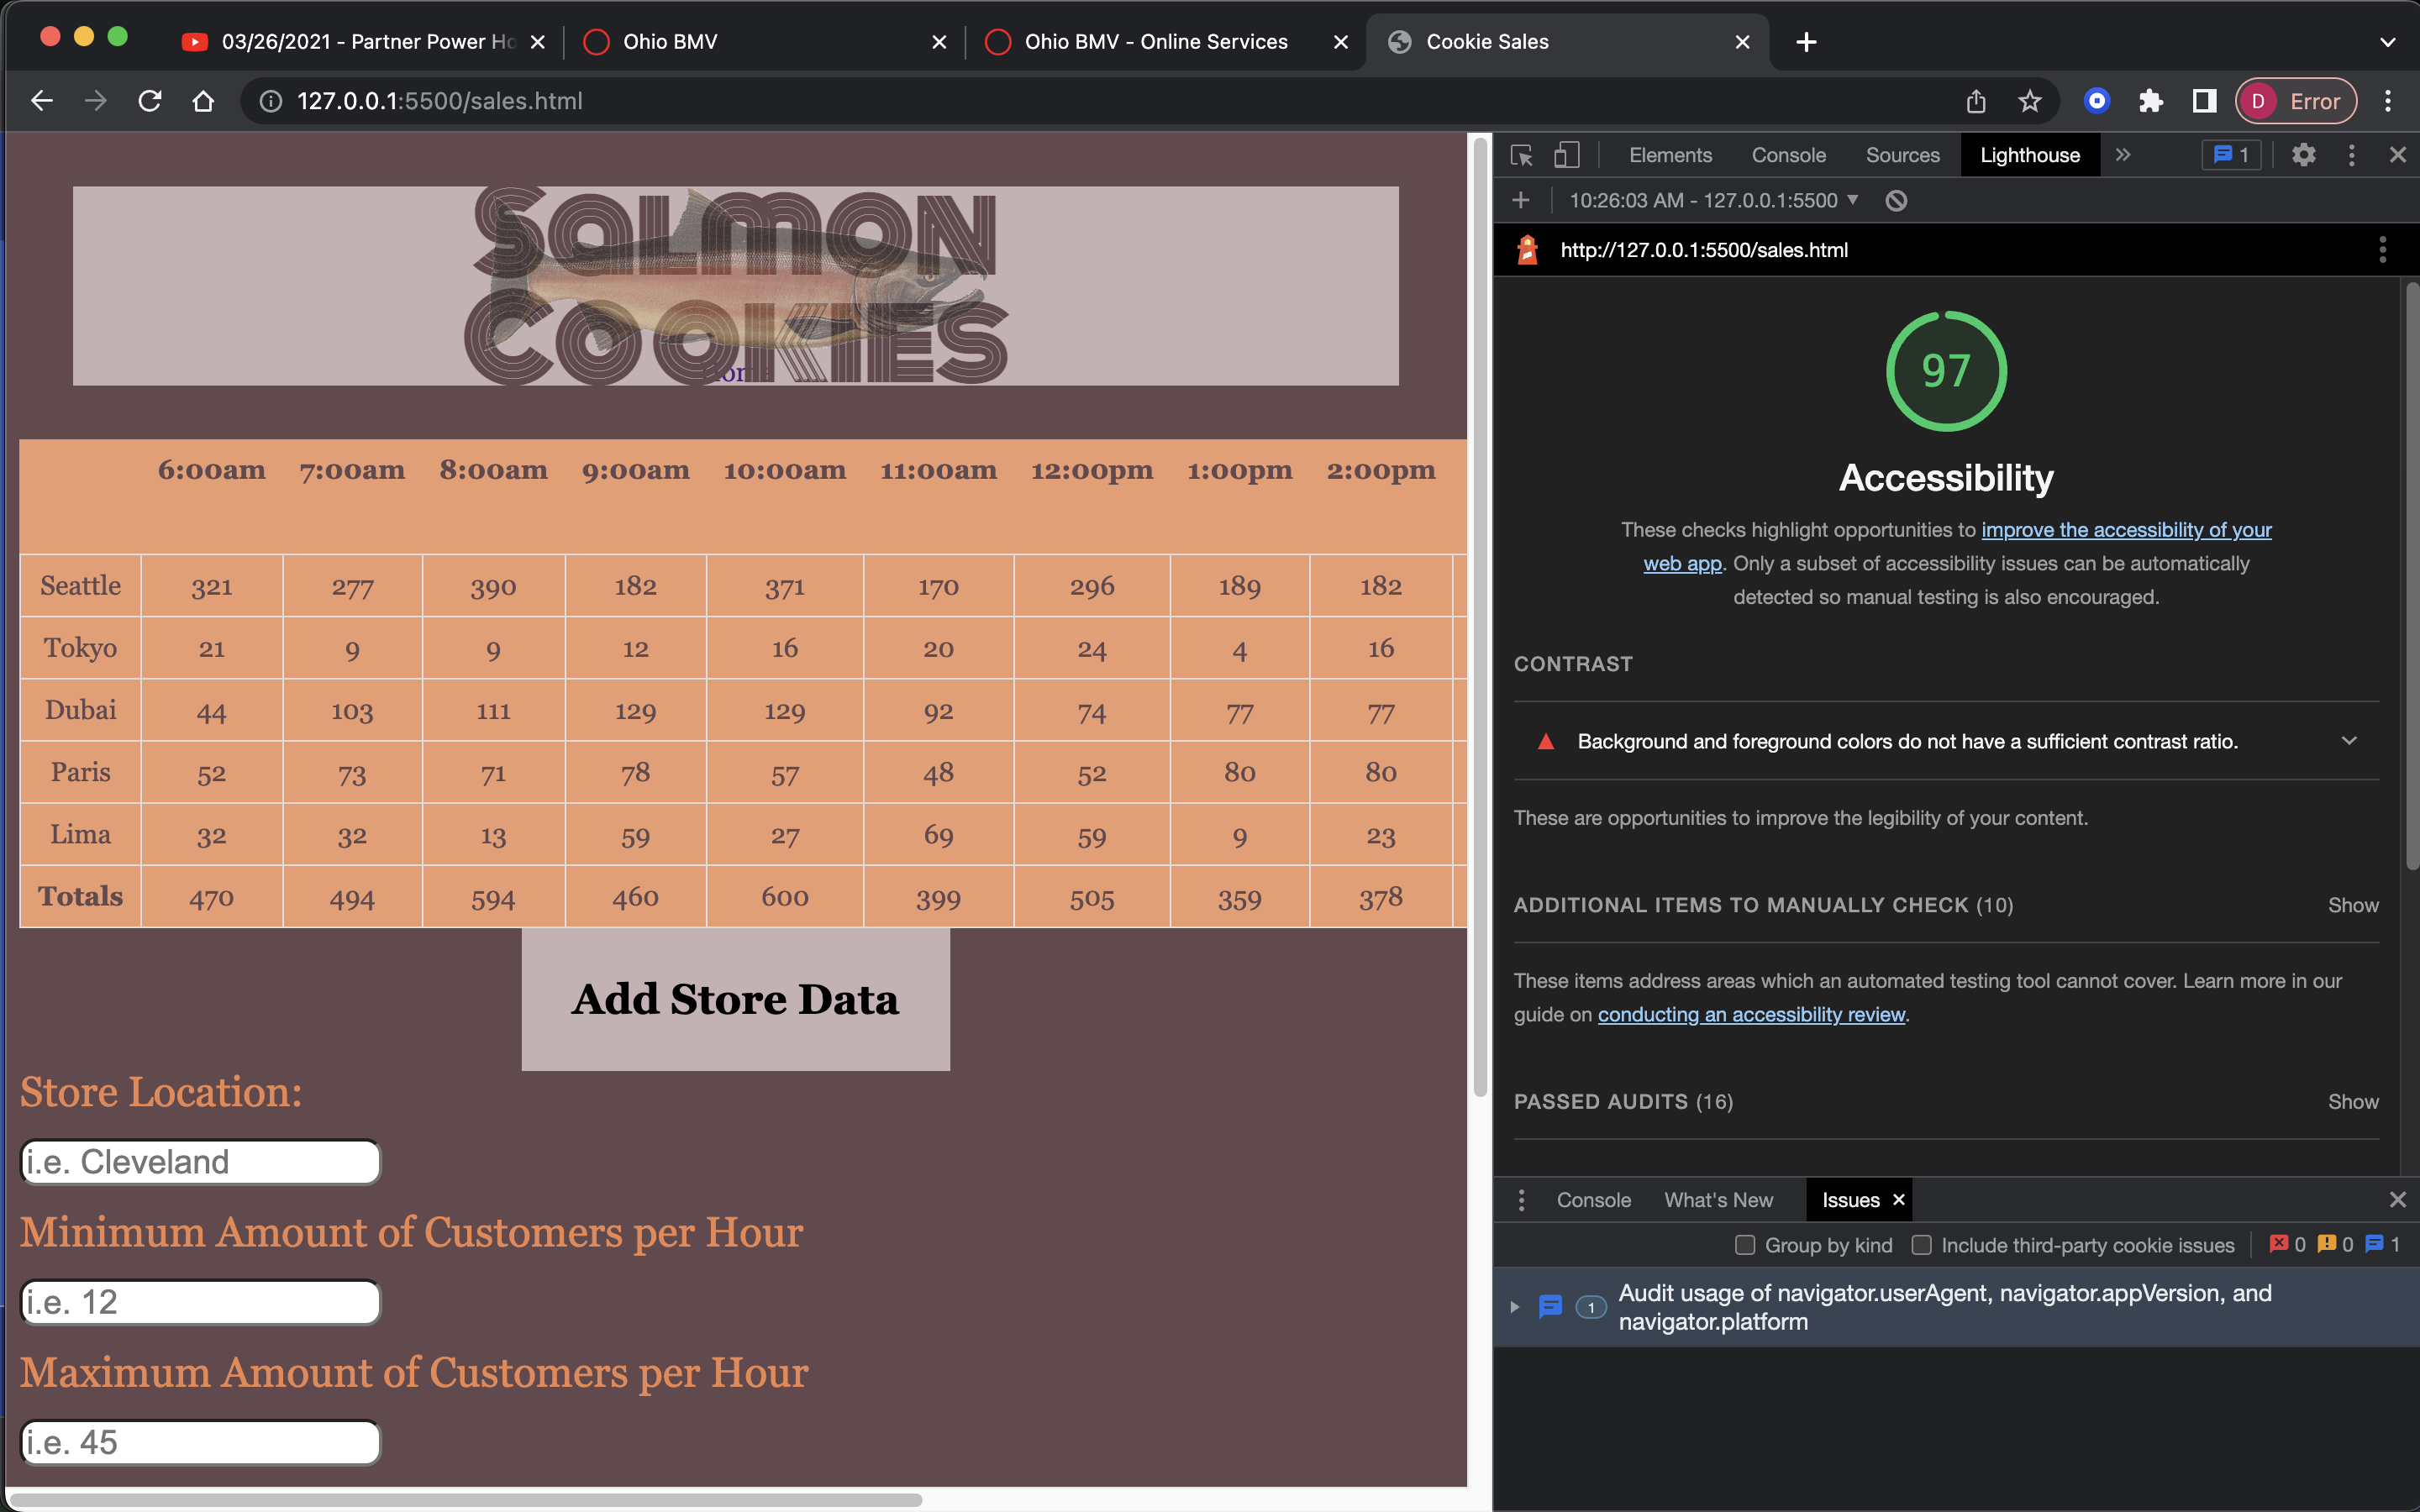 03/26/2021 - Partner Power Ho
Ohio BMV
Ohio BMV - Online Services
Cookie Sales
127.0.0.1:5500/sales.html
D Error
SALMON
COOKIES
Home
6:00am 7:00am 8:00am 9:00am 10:00am 11:00am 12:00pm 1:00pm 2:00pm
Seattle 321 277 390 182 371 170 296 189 182
Tokyo 21 9 9 12 16 20 24 4 16
Dubai 44 103 111 129 129 92 74 77 77
Paris 52 73 71 78 57 48 52 80 80
Lima 32 32 13 59 27 69 59 9 23
Totals 470 494 594 460 600 399 505 359 378
Add Store Data
Store Location:
i.e. Cleveland
Minimum Amount of Customers per Hour
i.e. 12
Maximum Amount of Customers per Hour
i.e. 45
Elements Console Sources Lighthouse 1
10:26:03 AM - 127.0.0.1:5500
http://127.0.0.1:5500/sales.html
97
Accessibility
These checks highlight opportunities to improve the accessibility of your
web app. Only a subset of accessibility issues can be automatically
detected so manual testing is also encouraged.
CONTRAST
Background and foreground colors do not have a sufficient contrast ratio.
These are opportunities to improve the legibility of your content.
ADDITIONAL ITEMS TO MANUALLY CHECK (10) Show
These items address areas which an automated testing tool cannot cover. Learn more in our
guide on conducting an accessibility review.
PASSED AUDITS (16) Show
Console What's New Issues
Group by kind Include third-party cookie issues 0 0 1
1 Audit usage of navigator.userAgent, navigator.appVersion, and
navigator.platform